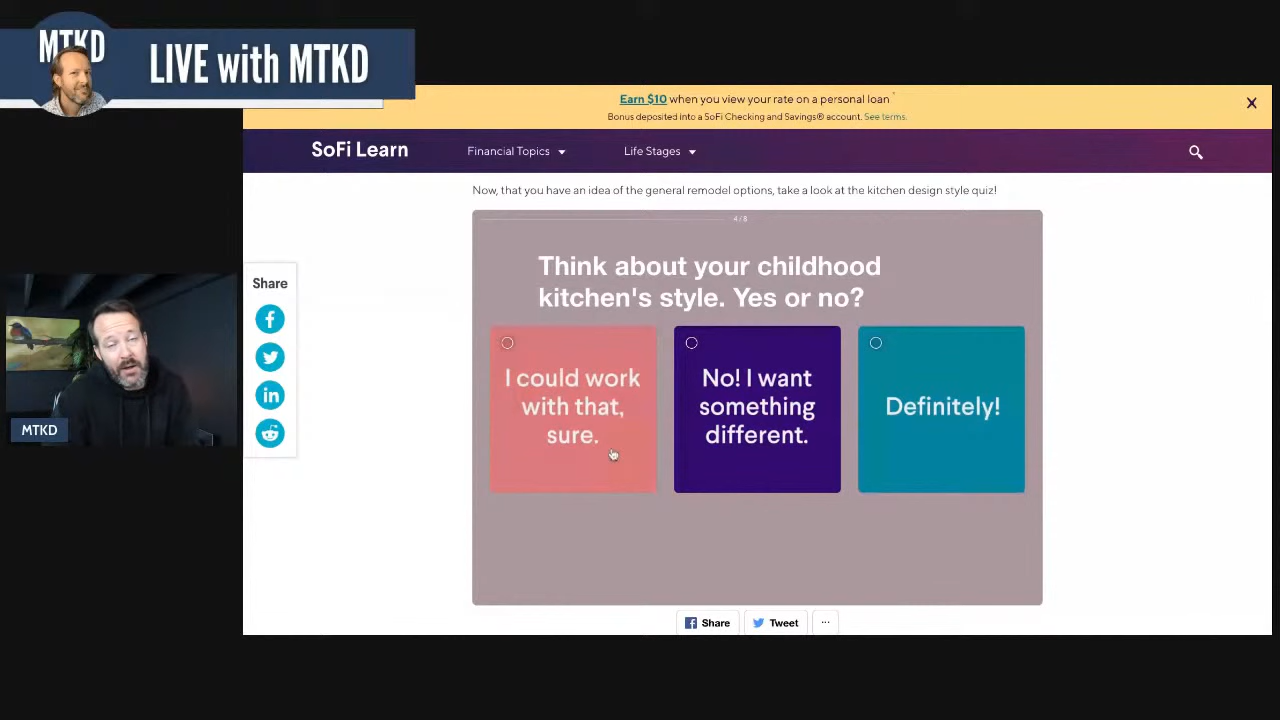 MTKD
LIVE with MTKD
Earn $10 when you view your rate on a personal loan*
Bonus deposited into a SoFi Checking and Savings® account. See terms.
SoFi Learn
Financial Topics
Life Stages
Now, that you have an idea of the general remodel options, take a look at the kitchen design style quiz!
4/8
Think about your childhood
kitchen's style. Yes or no?
Share
I could work
with that,
sure.
No! I want
something
different.
Definitely!
MTKD
Share
Tweet
...